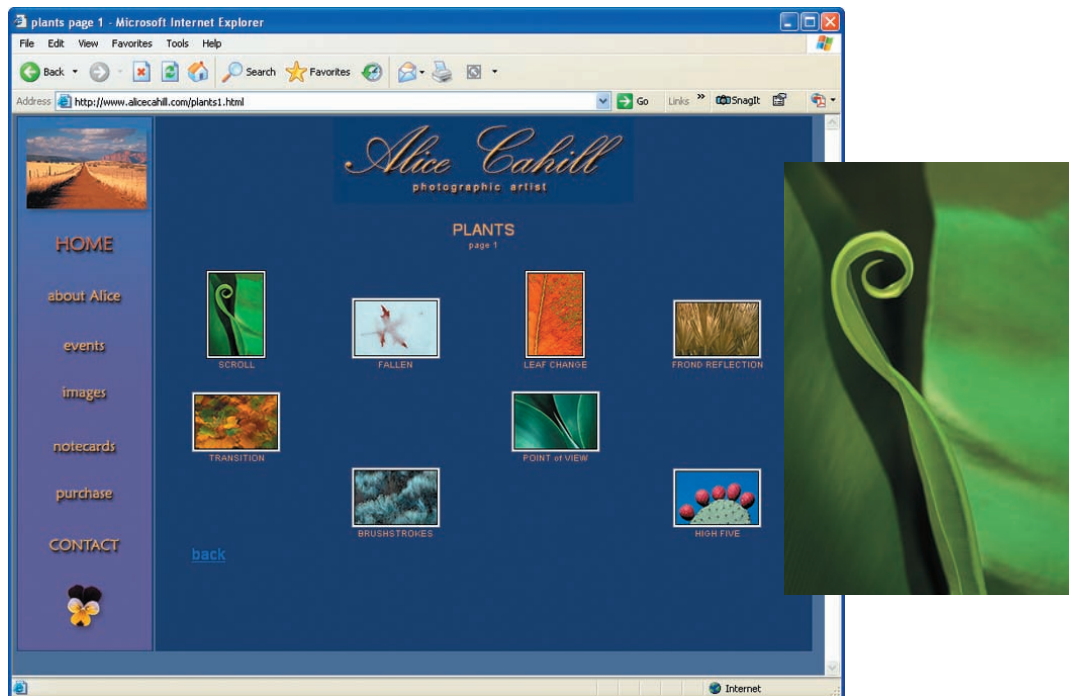 plants page 1 - Microsoft Internet Explorer
File Edit View Favorites Tools Help
Back Search Favorites
Address http://www.alicecahill.com/plants1.html Go Links » SnagIt
Alice Cahill
photographic artist
PLANTS
page 1
HOME
about Alice
events
images
notecards
purchase
CONTACT
SCROLL FALLEN LEAF CHANGE FROND REFLECTION
TRANSITION POINT of VIEW
BRUSHSTROKES HIGH FIVE
back
Internet